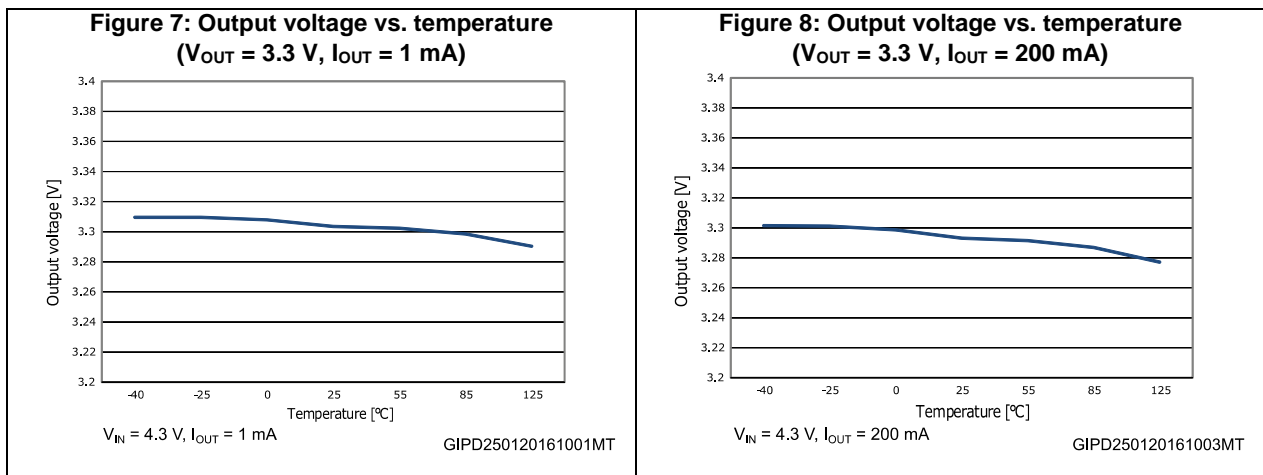 Figure 7: Output voltage vs. temperature
(VOUT = 3.3 V, IOUT = 1 mA)
3.4
3.38
3.36
3.34
3.32
3.3
3.28
3.26
3.24
3.22
3.2
Output voltage [V]
-40 -25 0 25 55 85 125
Temperature [ºC]
VIN = 4.3 V, IOUT = 1 mA
GIPD250120161001MT
Figure 8: Output voltage vs. temperature
(VOUT = 3.3 V, IOUT = 200 mA)
3.4
3.38
3.36
3.34
3.32
3.3
3.28
3.26
3.24
3.22
3.2
Output voltage [V]
-40 -25 0 25 55 85 125
Temperature [ºC]
VIN = 4.3 V, IOUT = 200 mA
GIPD250120161003MT